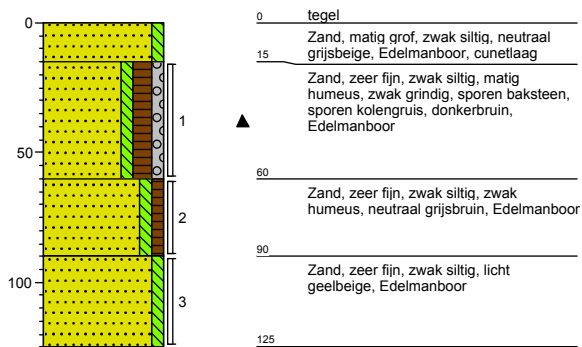 0
50
100
1
2
3
0 tegel
Zand, matig grof, zwak siltig, neutraal
grijsbeige, Edelmanboor, cunetlaag
15
Zand, zeer fijn, zwak siltig, matig
humeus, zwak grindig, sporen baksteen,
sporen kolengruis, donkerbruin,
Edelmanboor
60
Zand, zeer fijn, zwak siltig, zwak
humeus, neutraal grijsbruin, Edelmanboor
90
Zand, zeer fijn, zwak siltig, licht
geelbeige, Edelmanboor
125